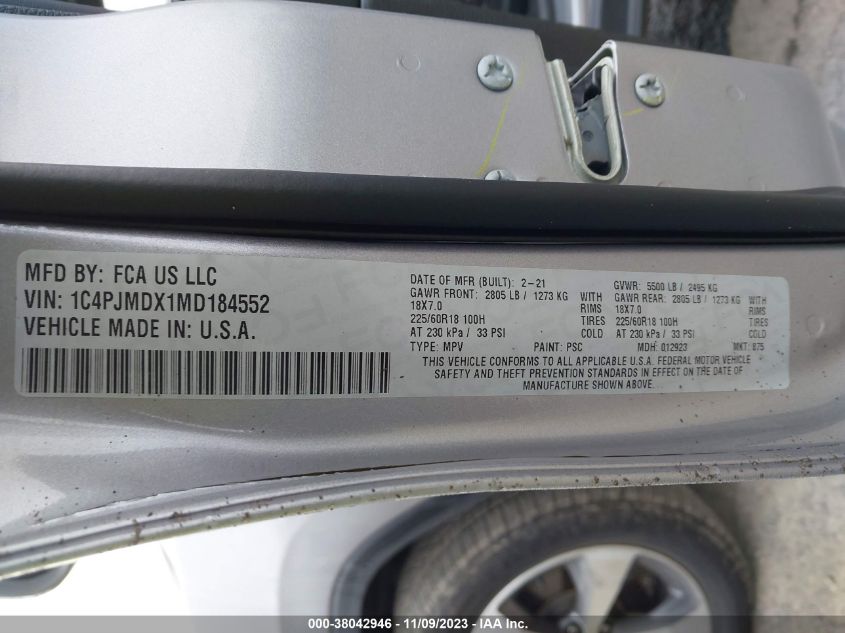 MFD BY: FCA US LLC
VIN: 1C4PJMDX1MD184552
VEHICLE MADE IN: U.S.A.
DATE OF MFR (BUILT): 2-21 GVWR: 5500 LB / 2495 KG
GAWR FRONT: 2805 LB / 1273 KG WITH GAWR REAR: 2805 LB / 1273 KG WITH
18X7.0 RIMS 18X7.0 RIMS
225/60R18 100H TIRES 225/60R18 100H TIRES
AT 230 kPa / 33 PSI COLD AT 230 kPa / 33 PSI COLD
TYPE: MPV PAINT: PSC MDH: 012923 MKT: 875
THIS VEHICLE CONFORMS TO ALL APPLICABLE U.S.A. FEDERAL MOTOR VEHICLE
SAFETY AND THEFT PREVENTION STANDARDS IN EFFECT ON THE DATE OF
MANUFACTURE SHOWN ABOVE.
000-38042946 - 11/09/2023 - IAA Inc.